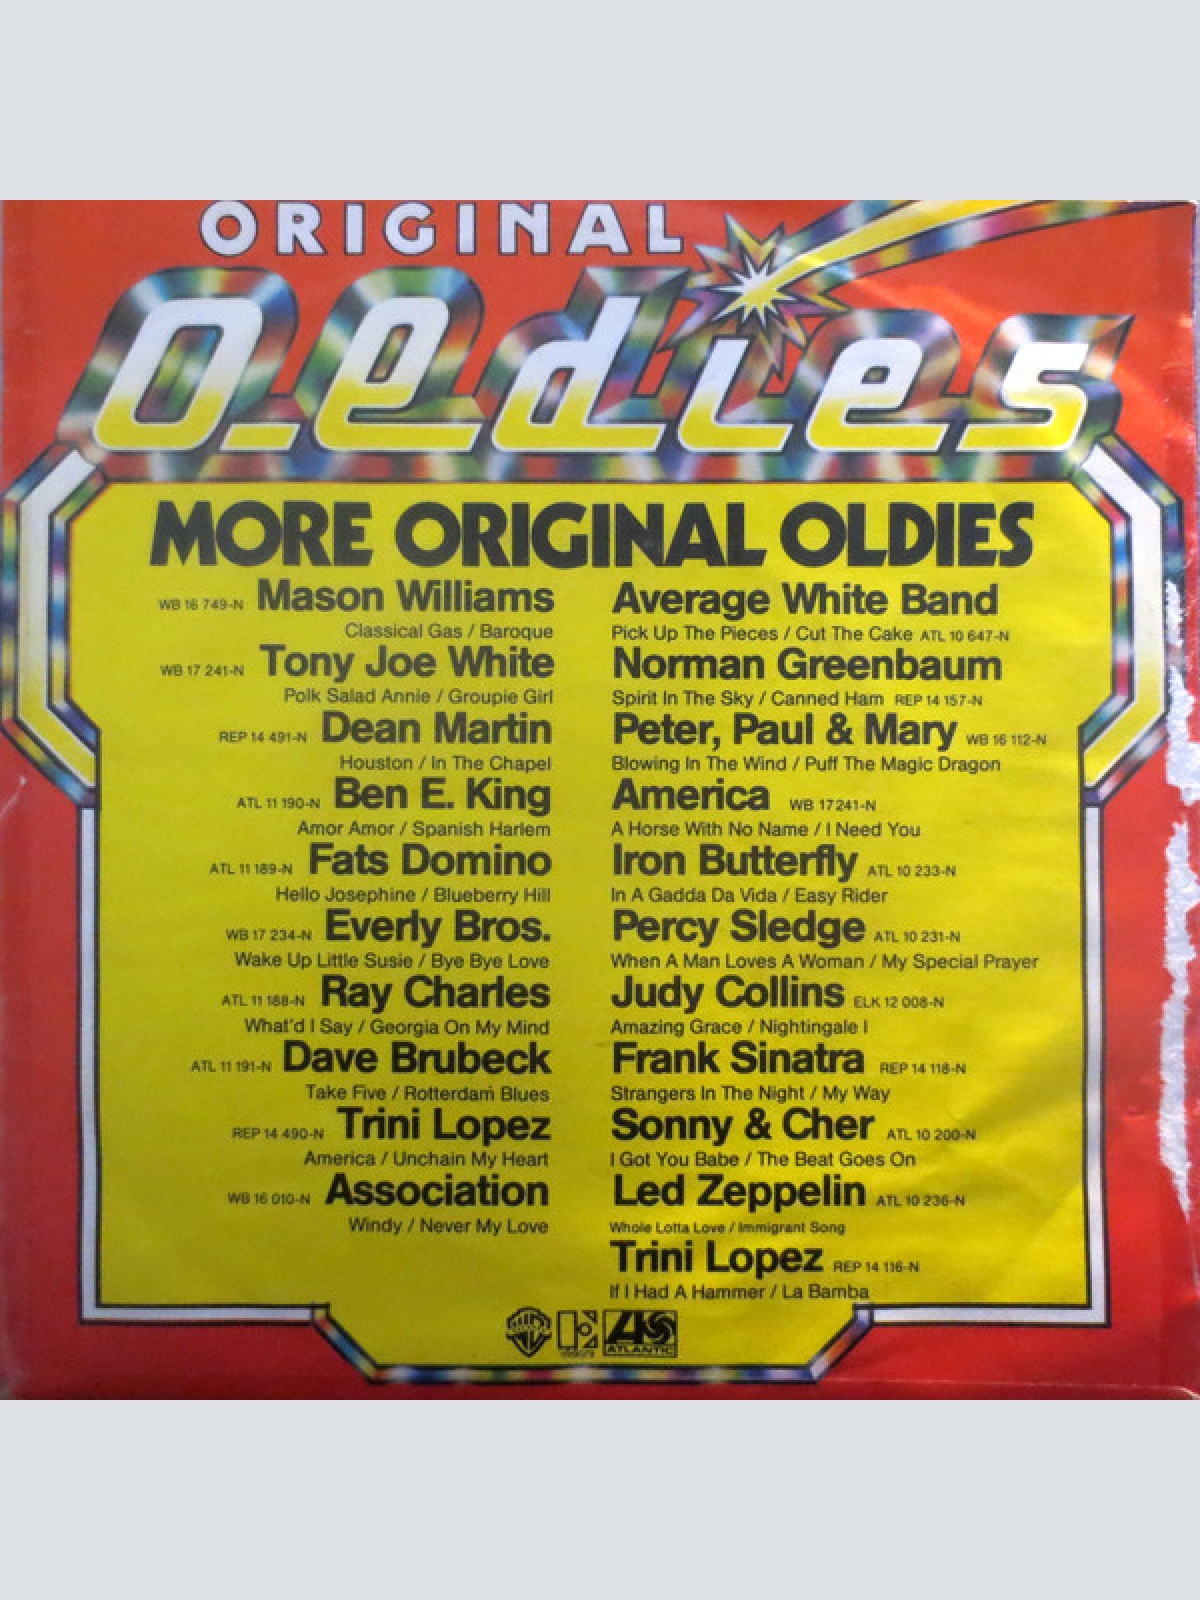 ORIGINAL
Oldies
MORE ORIGINAL OLDIES
WB 16 749-N Mason Williams
Classical Gas / Baroque
WB 17 241-N Tony Joe White
Polk Salad Annie / Groupie Girl
REP 14 491-N Dean Martin
Houston / In The Chapel
ATL 11 190-N Ben E. King
Amor Amor / Spanish Harlem
ATL 11 189-N Fats Domino
Hello Josephine / Blueberry Hill
WB 17 234-N Everly Bros.
Wake Up Little Susie / Bye Bye Love
ATL 11 188-N Ray Charles
What'd I Say / Georgia On My Mind
ATL 11 191-N Dave Brubeck
Take Five / Rotterdam Blues
REP 14 490-N Trini Lopez
America / Unchain My Heart
WB 16 010-N Association
Windy / Never My Love
Average White Band
Pick Up The Pieces / Cut The Cake ATL 10 647-N
Norman Greenbaum
Spirit In The Sky / Canned Ham REP 14 157-N
Peter, Paul & Mary WB 16 112-N
Blowing In The Wind / Puff The Magic Dragon
America WB 17241-N
A Horse With No Name / I Need You
Iron Butterfly ATL 10 233-N
In A Gadda Da Vida / Easy Rider
Percy Sledge ATL 10 231-N
When A Man Loves A Woman / My Special Prayer
Judy Collins ELK 12 008-N
Amazing Grace / Nightingale I
Frank Sinatra REP 14 118-N
Strangers In The Night / My Way
Sonny & Cher ATL 10 200-N
I Got You Babe / The Beat Goes On
Led Zeppelin ATL 10 236-N
Whole Lotta Love / Immigrant Song
Trini Lopez REP 14 116-N
If I Had A Hammer / La Bamba
ATLANTIC